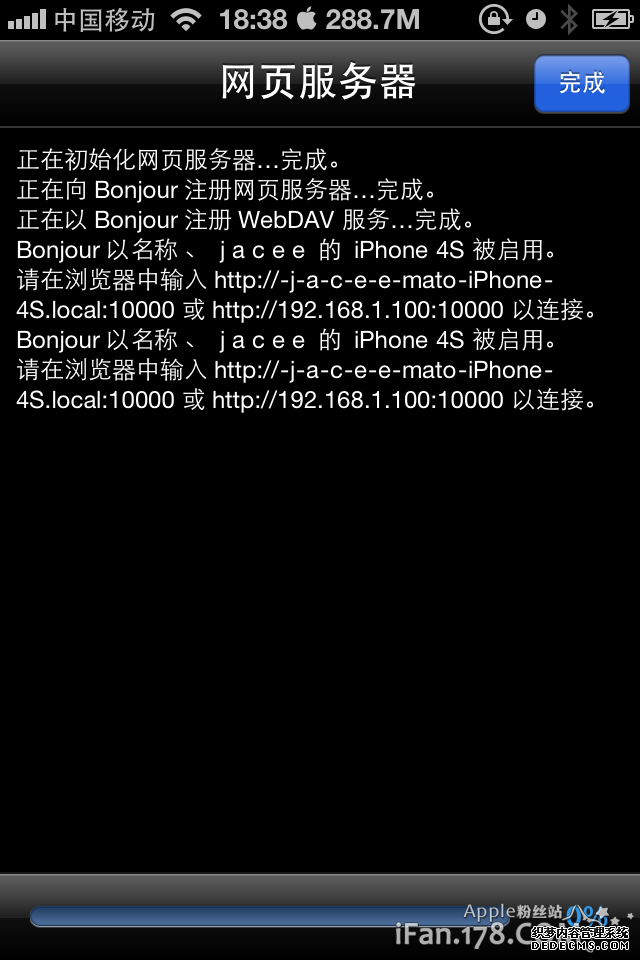 中国移动 18:38 288.7M
网页服务器
完成
正在初始化网页服务器...完成。
正在向 Bonjour 注册网页服务器...完成。
正在以 Bonjour 注册 WebDAV 服务...完成。
Bonjour 以名称 、 j a c e e 的 iPhone 4S 被启用。
请在浏览器中输入 http://-j-a-c-e-e-mato-iPhone-
4S.local:10000 或 http://192.168.1.100:10000 以连接。
Bonjour 以名称 、 j a c e e 的 iPhone 4S 被启用。
请在浏览器中输入 http://-j-a-c-e-e-mato-iPhone-
4S.local:10000 或 http://192.168.1.100:10000 以连接。
Apple粉丝站
0%
iFan.178.CO
织梦内容管理系统
DEDECMS.COM